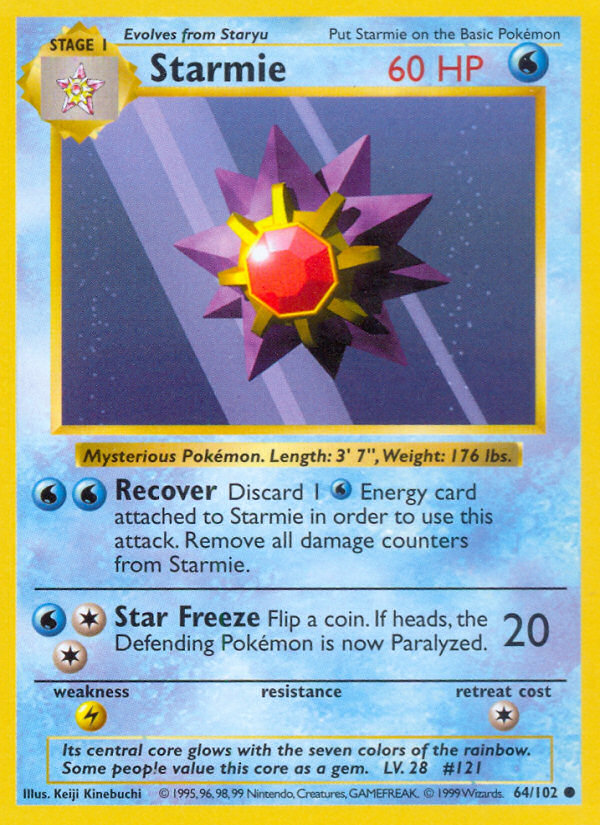 STAGE 1
Evolves from Staryu
Put Starmie on the Basic Pokémon
Starmie
60 HP
Mysterious Pokémon. Length: 3' 7", Weight: 176 lbs.
Recover Discard 1 Energy card
attached to Starmie in order to use this
attack. Remove all damage counters
from Starmie.
Star Freeze Flip a coin. If heads, the
Defending Pokémon is now Paralyzed.
20
weakness
resistance
retreat cost
Its central core glows with the seven colors of the rainbow.
Some people value this core as a gem. LV. 28 #121
Illus. Keiji Kinebuchi © 1995, 96, 98, 99 Nintendo, Creatures, GAMEFREAK. © 1999 Wizards. 64/102